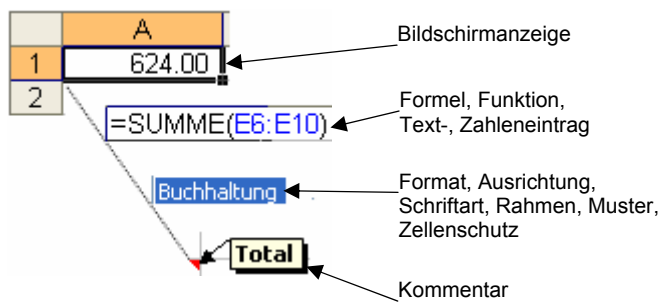 A
Bildschirmanzeige
1 624.00
2
Formel, Funktion,
Text-, Zahleneintrag
=SUMME(E6:E10)
Format, Ausrichtung,
Schriftart, Rahmen, Muster,
Zellenschutz
Buchhaltung
Total
Kommentar